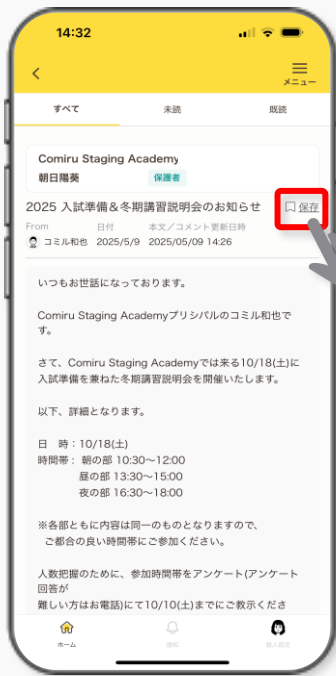 14:32
メニュー
すべて 未読 既読
Comiru Staging Academy
朝日陽葵 保護者
2025 入試準備&冬期講習説明会のお知らせ 保存
From 日付 本文／コメント更新日時
コミル和也 2025/5/9 2025/05/09 14:26
いつもお世話になっております。
Comiru Staging Academyプリシパルのコミル和也で
す。
さて、Comiru Staging Academyでは来る10/18(土)に
入試準備を兼ねた冬期講習説明会を開催いたします。
以下、詳細となります。
日　時：10/18(土)
時間帯： 朝の部 10:30～12:00
昼の部 13:30～15:00
夜の部 16:30～18:00
※各部ともに内容は同一のものとなりますので、
ご都合の良い時間帯にご参加ください。
人数把握のために、参加時間帯をアンケート(アンケート
回答が
難しい方はお電話)にて10/10(土)までにご教示くださ
ホーム 通知 個人設定